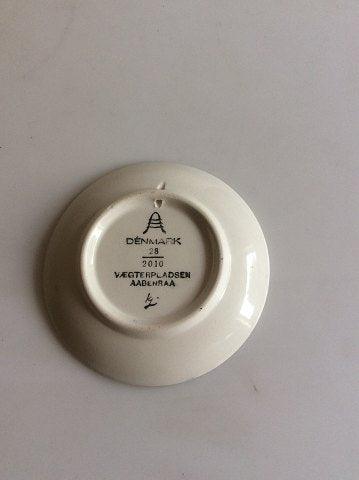 DENMARK
28
2010
VÆGTERPLADSEN
AABENRAA